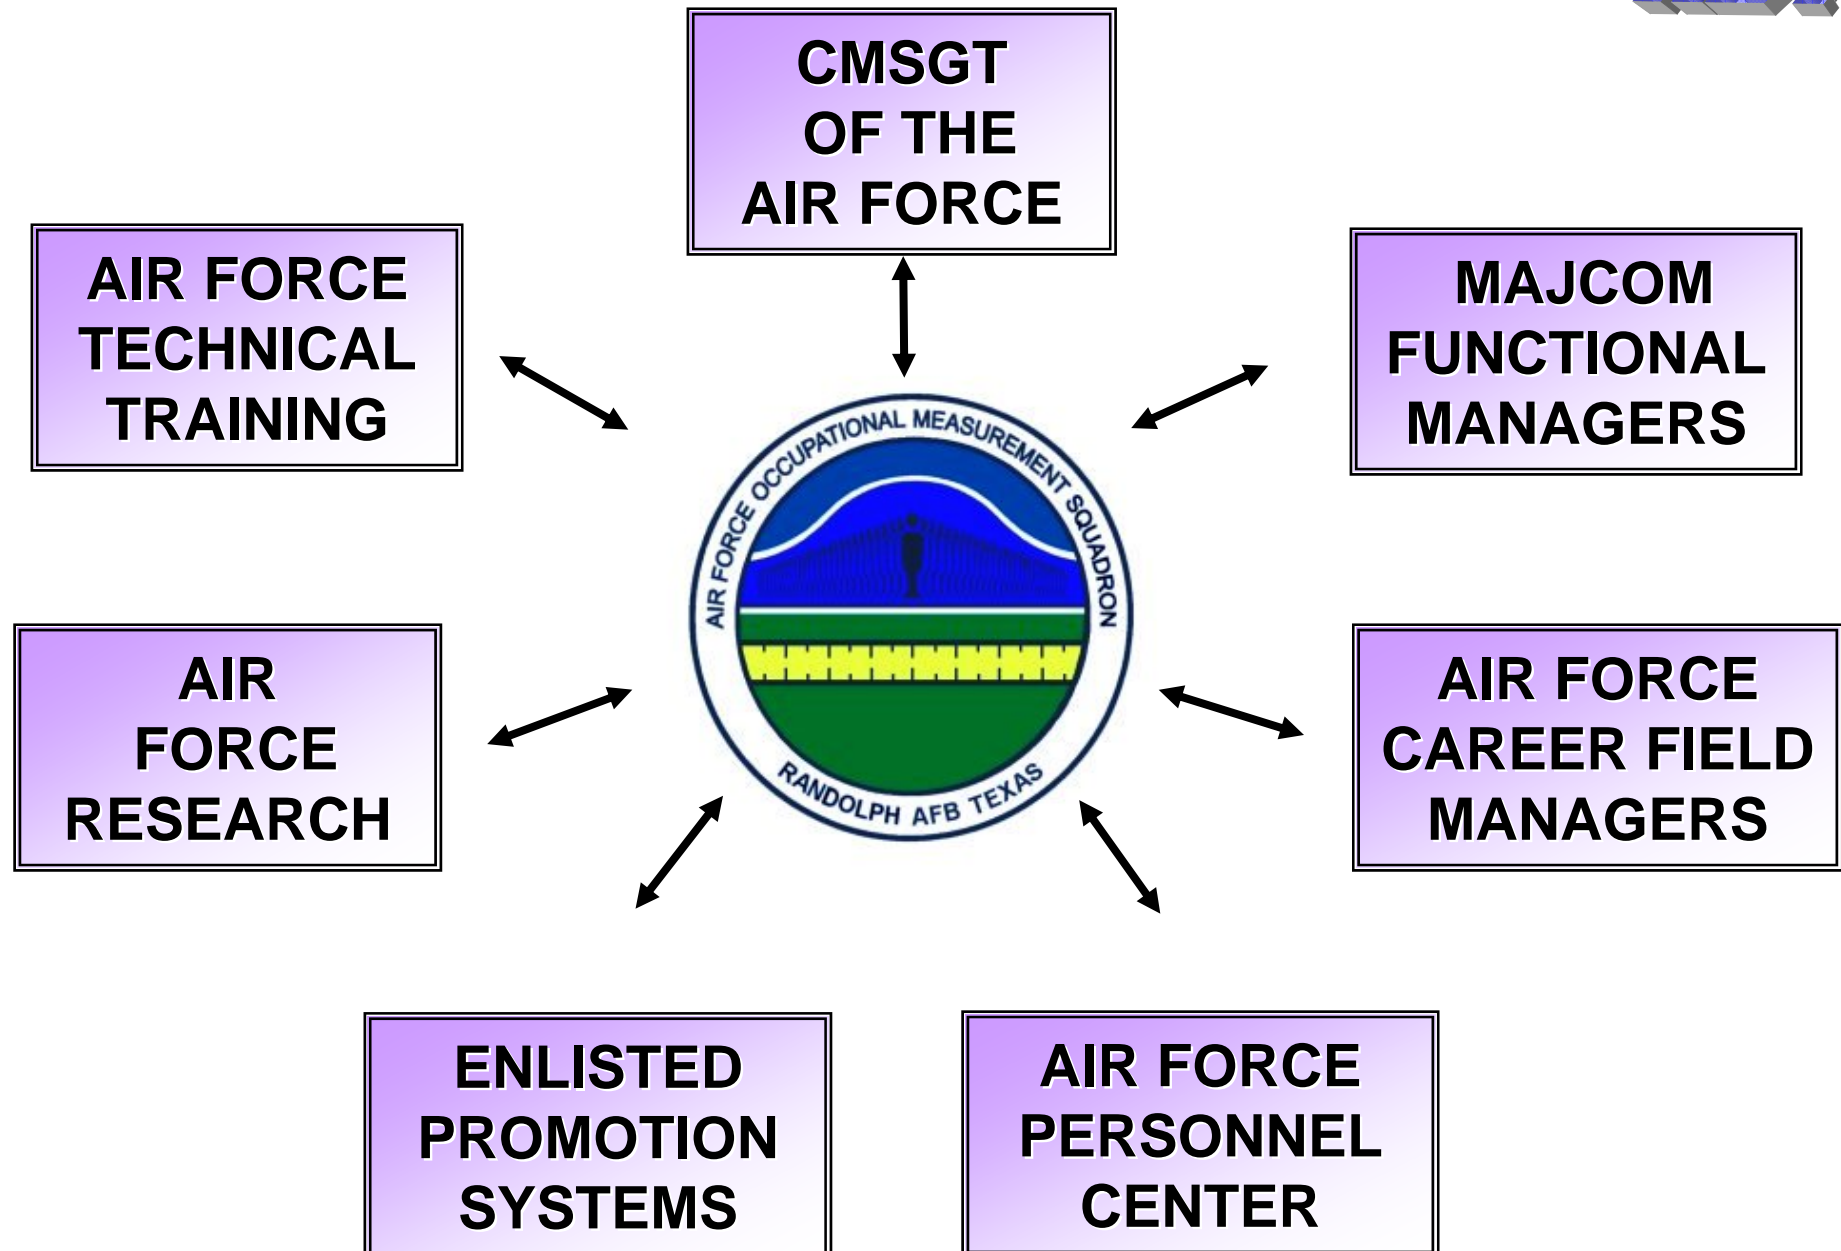 CMSGT
OF THE
AIR FORCE
AIR FORCE
TECHNICAL
TRAINING
MAJCOM
FUNCTIONAL
MANAGERS
AIR FORCE OCCUPATIONAL MEASUREMENT SQUADRON
RANDOLPH AFB TEXAS
AIR
FORCE
RESEARCH
AIR FORCE
CAREER FIELD
MANAGERS
ENLISTED
PROMOTION
SYSTEMS
AIR FORCE
PERSONNEL
CENTER